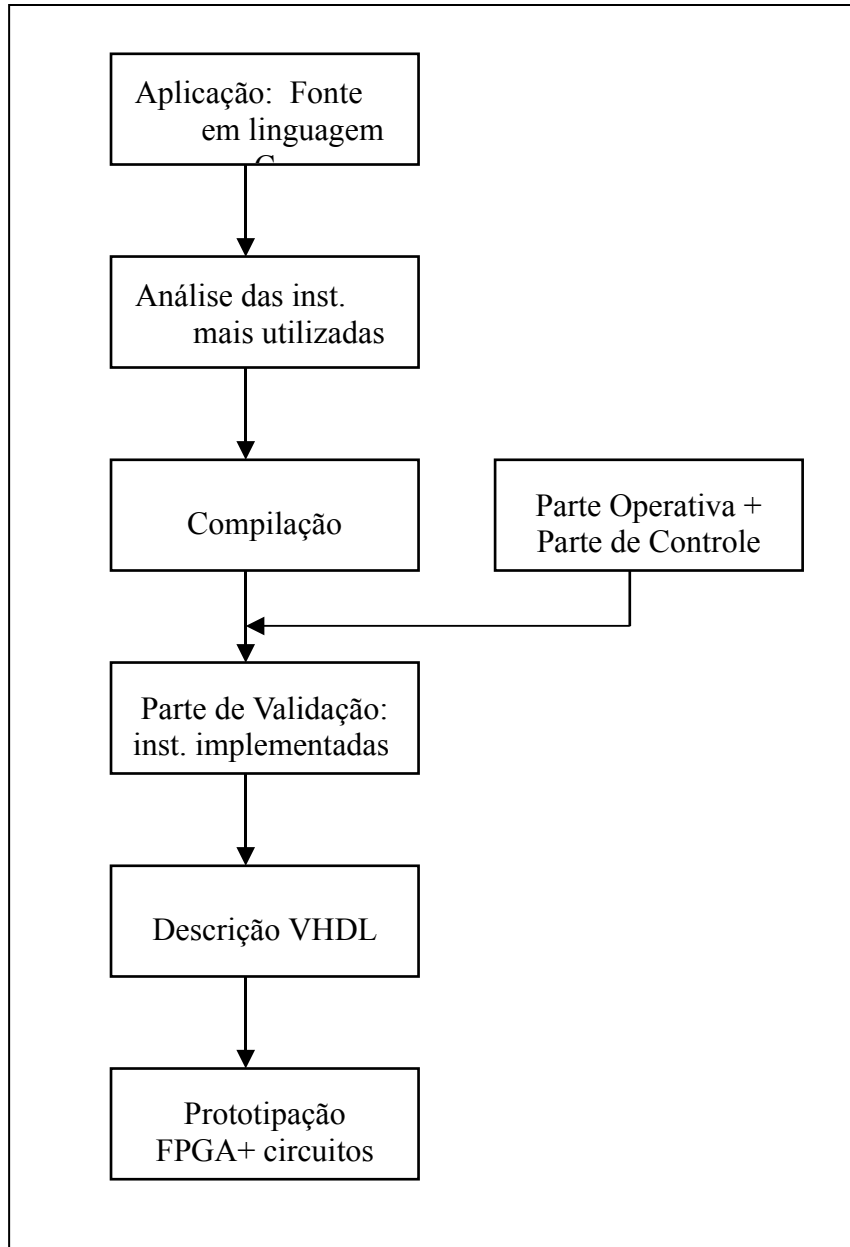 Aplicação: Fonte
em linguagem
C
Análise das inst.
mais utilizadas
Compilação
Parte Operativa +
Parte de Controle
Parte de Validação:
inst. implementadas
Descrição VHDL
Prototipação
FPGA+ circuitos